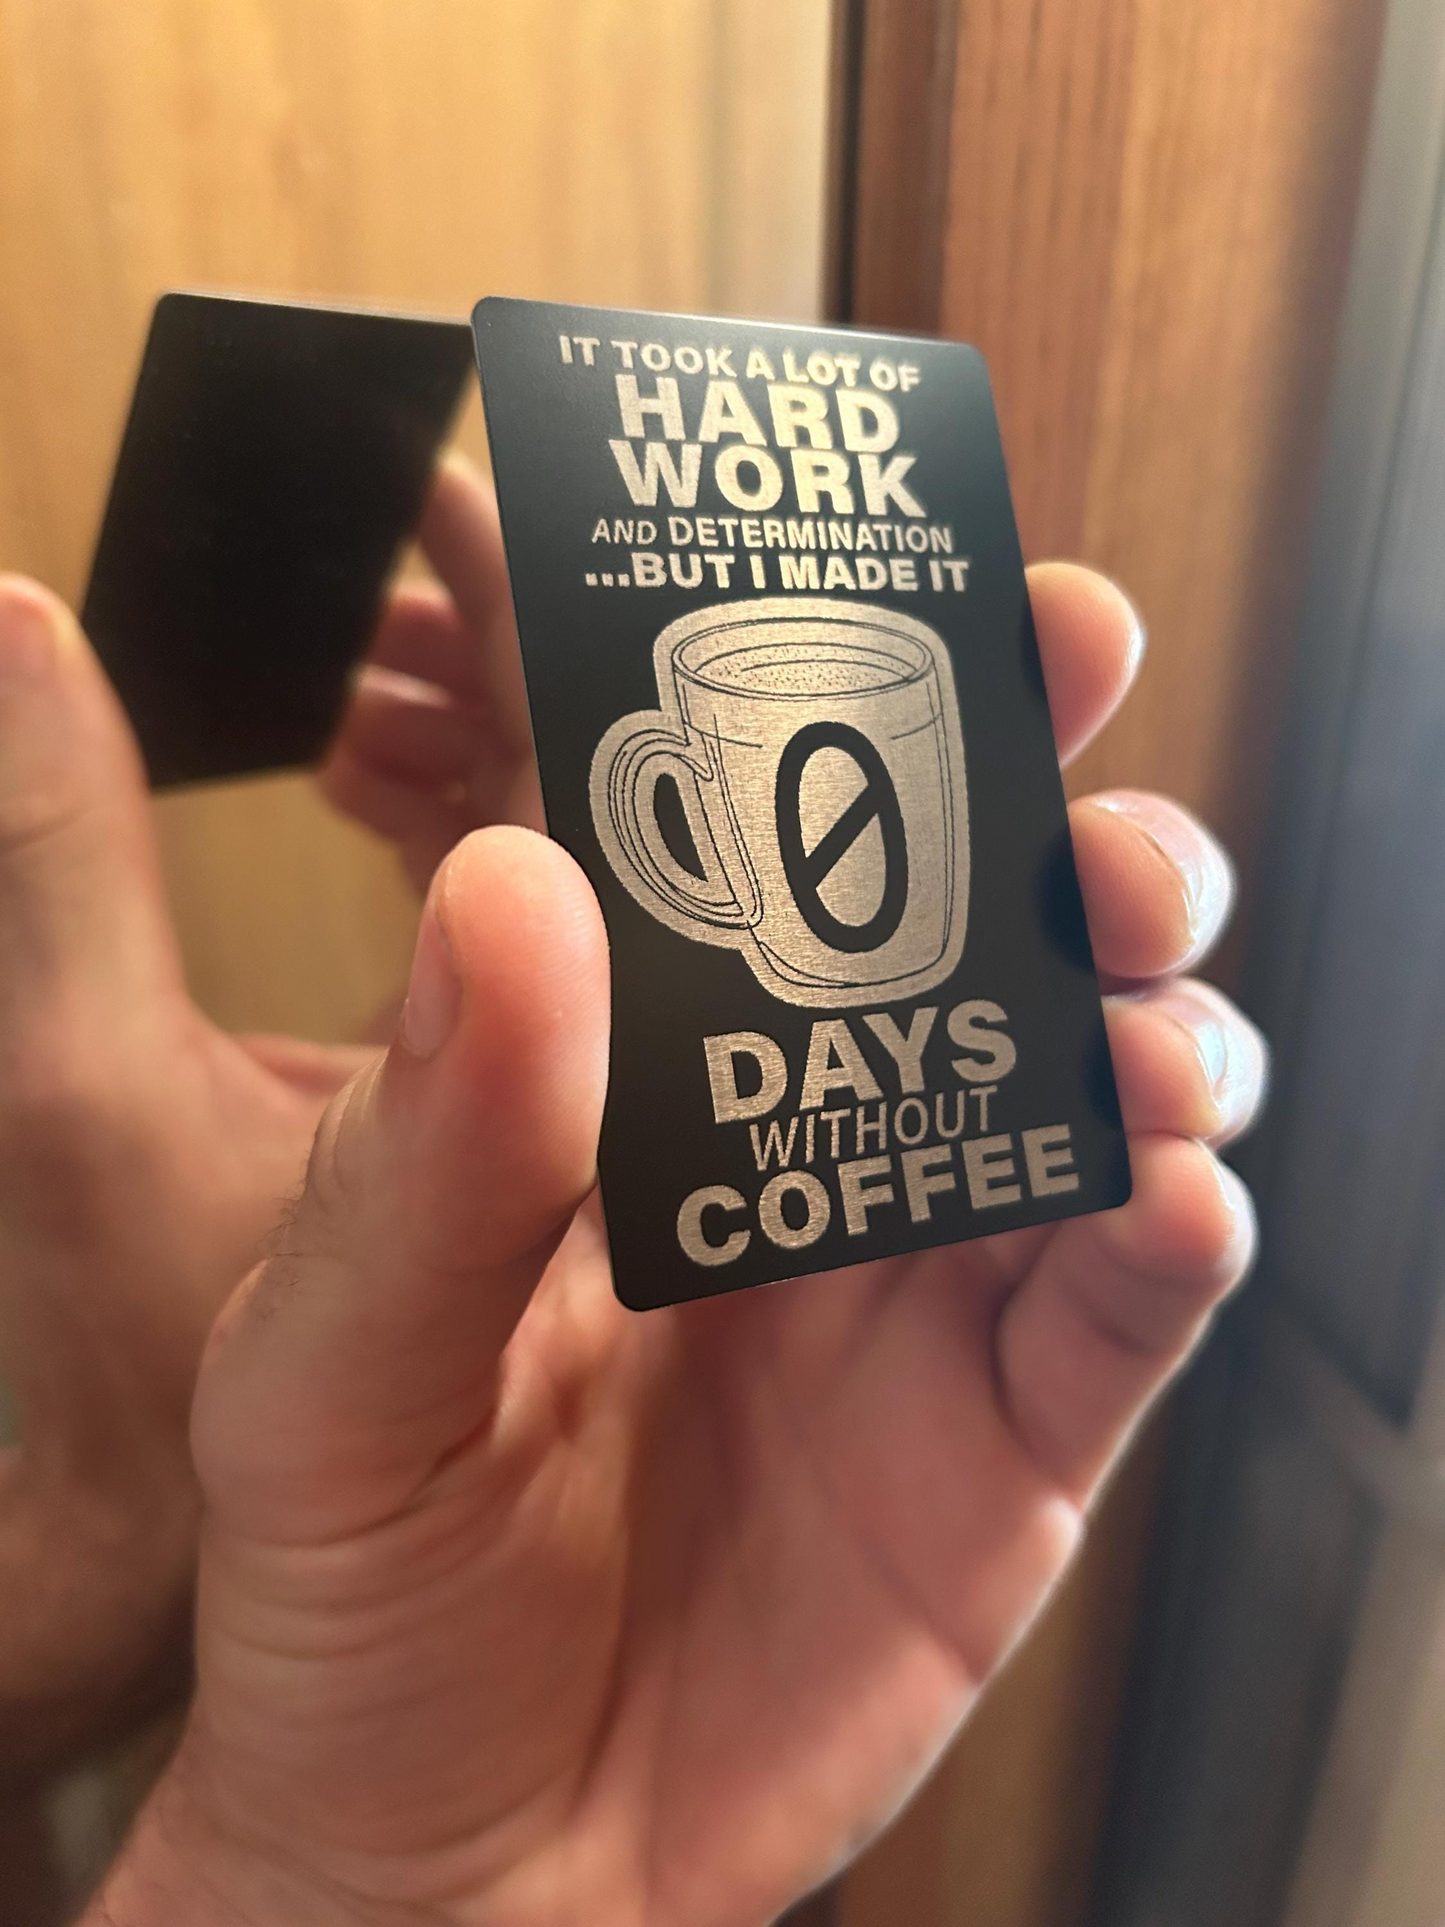 IT TOOK A LOT OF
HARD
WORK
AND DETERMINATION
...BUT I MADE IT
0
DAYS
WITHOUT
COFFEE